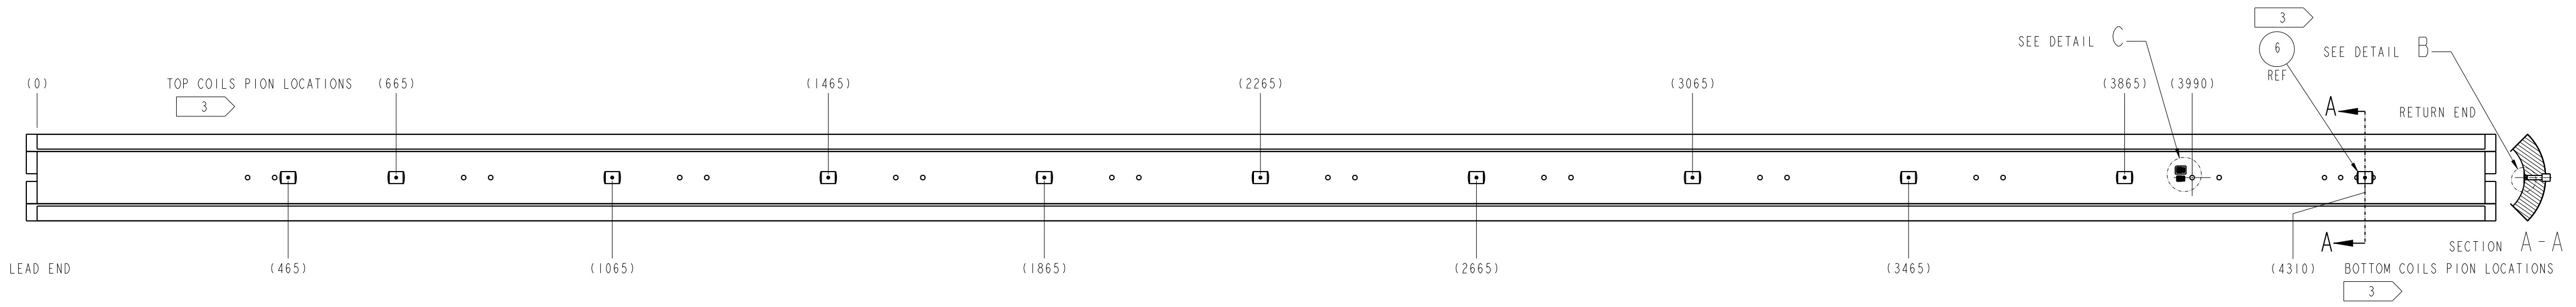 3
SEE DETAIL C
6
SEE DETAIL B
REF
(0)
TOP COILS PION LOCATIONS
(665)
(1465)
(2265)
(3065)
(3865)
(3990)
3
A
RETURN END
A
SECTION A-A
LEAD END
(465)
(1065)
(1865)
(2665)
(3465)
(4310)
BOTTOM COILS PION LOCATIONS
3